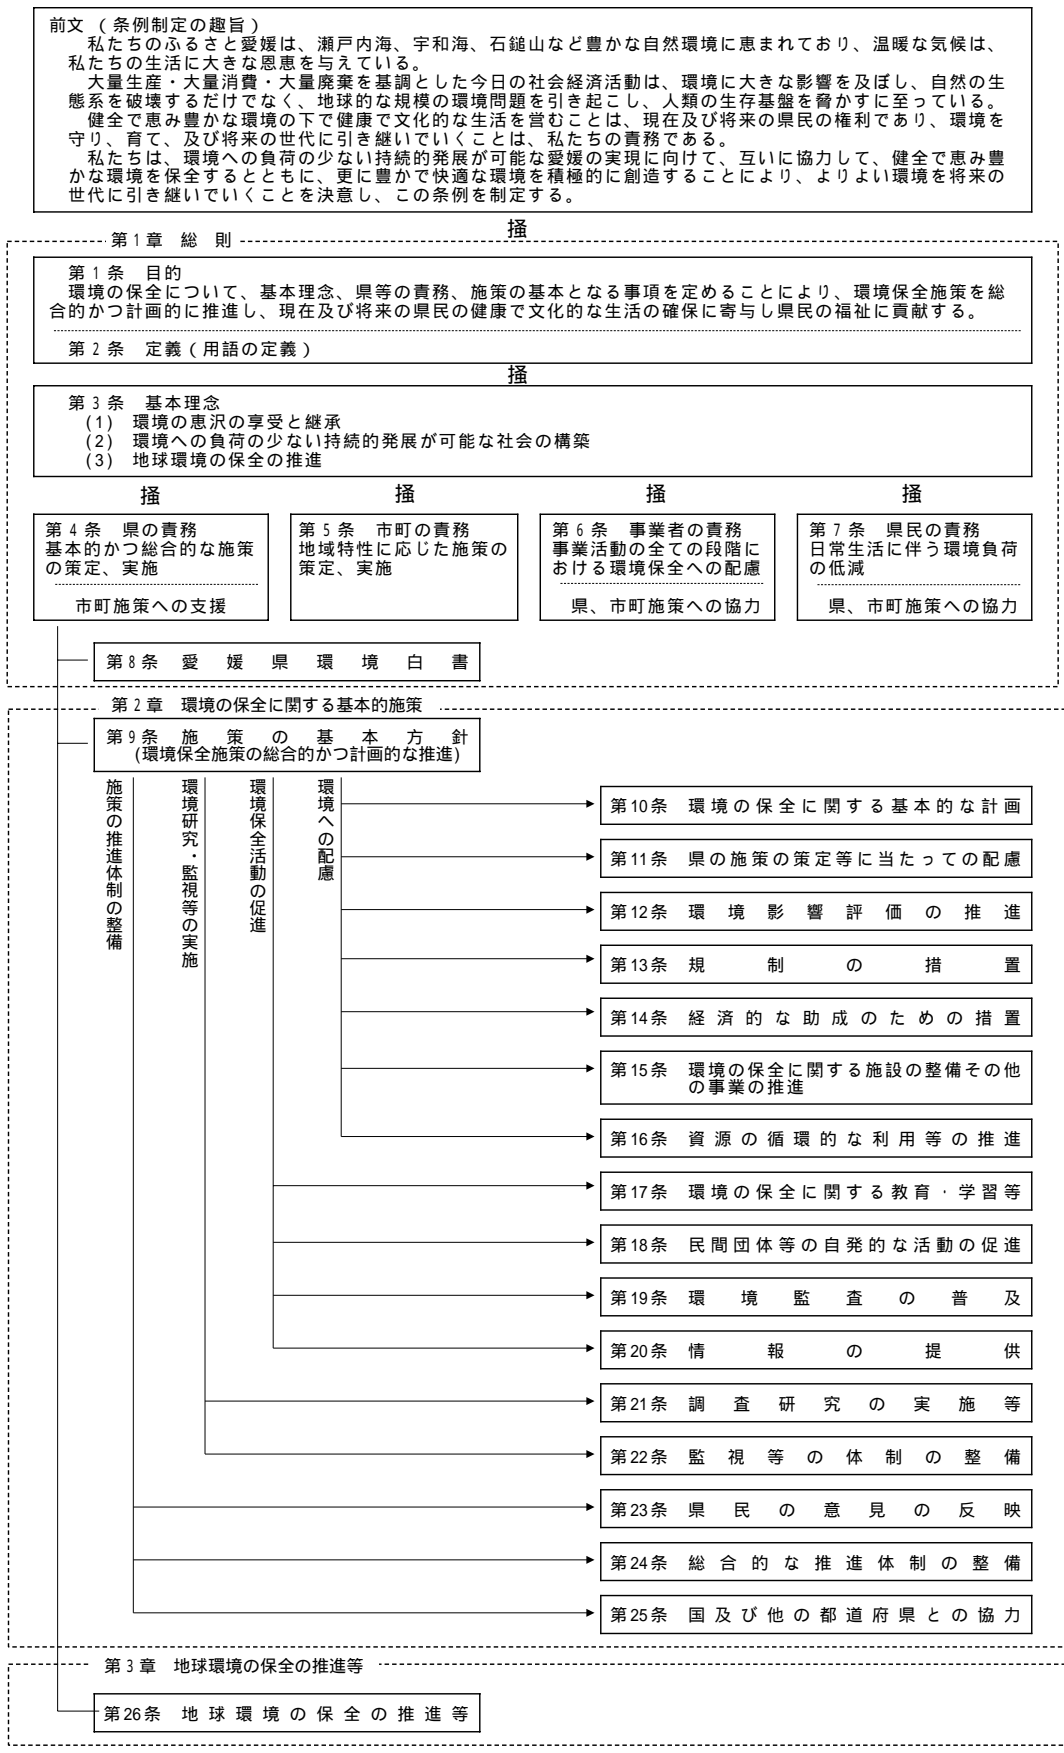 前文（条例制定の趣旨）
私たちのふるさと愛媛は、瀬戸内海、宇和海、石鎚山など豊かな自然環境に恵まれており、温暖な気候は、
私たちの生活に大きな恩恵を与えている。
大量生産・大量消費・大量廃棄を基調とした今日の社会経済活動は、環境に大きな影響を及ぼし、自然の生
態系を破壊するだけでなく、地球的な規模の環境問題を引き起こし、人類の生存基盤を脅かすに至っている。
健全で恵み豊かな環境の下で健康で文化的な生活を営むことは、現在及び将来の県民の権利であり、環境を
守り、育て、及び将来の世代に引き継いでいくことは、私たちの責務である。
私たちは、環境への負荷の少ない持続的発展が可能な愛媛の実現に向けて、互いに協力して、健全で恵み豊
かな環境を保全するとともに、更に豊かで快適な環境を積極的に創造することにより、よりよい環境を将来の
世代に引き継いでいくことを決意し、この条例を制定する。
掻
第1章 総 則
第1条 目的
環境の保全について、基本理念、県等の責務、施策の基本となる事項を定めることにより、環境保全施策を総
合的かつ計画的に推進し、現在及び将来の県民の健康で文化的な生活の確保に寄与し県民の福祉に貢献する。
第2条 定義（用語の定義）
掻
第3条 基本理念
(1) 環境の恵沢の享受と継承
(2) 環境への負荷の少ない持続的発展が可能な社会の構築
(3) 地球環境の保全の推進
掻 掻 掻 掻
第4条 県の責務
基本的かつ総合的な施策
の策定、実施
市町施策への支援
第5条 市町の責務
地域特性に応じた施策の
策定、実施
第6条 事業者の責務
事業活動の全ての段階に
おける環境保全への配慮
県、市町施策への協力
第7条 県民の責務
日常生活に伴う環境負荷
の低減
県、市町施策への協力
第8条 愛媛県環境白書
第2章 環境の保全に関する基本的施策
第9条 施策の基本方針
(環境保全施策の総合的かつ計画的な推進)
施策の推進体制の整備
環境研究・監視等の実施
環境保全活動の促進
環境への配慮
第10条 環境の保全に関する基本的な計画
第11条 県の施策の策定等に当たっての配慮
第12条 環境影響評価の推進
第13条 規制の措置
第14条 経済的な助成のための措置
第15条 環境の保全に関する施設の整備その他
の事業の推進
第16条 資源の循環的な利用等の推進
第17条 環境の保全に関する教育・学習等
第18条 民間団体等の自発的な活動の促進
第19条 環境監査の普及
第20条 情報の提供
第21条 調査研究の実施等
第22条 監視等の体制の整備
第23条 県民の意見の反映
第24条 総合的な推進体制の整備
第25条 国及び他の都道府県との協力
第3章 地球環境の保全の推進等
第26条 地球環境の保全の推進等